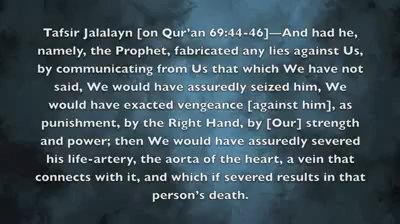 Tafsir Jalalayn [on Qur'an 69:44-46]—And had he,
namely, the Prophet, fabricated any lies against Us,
by communicating from Us that which We have not
said, We would have assuredly seized him, We
would have exacted vengeance [against him], as
punishment, by the Right Hand, by [Our] strength
and power; then We would have assuredly severed
his life-artery, the aorta of the heart, a vein that
connects with it, and which if severed results in that
person's death.